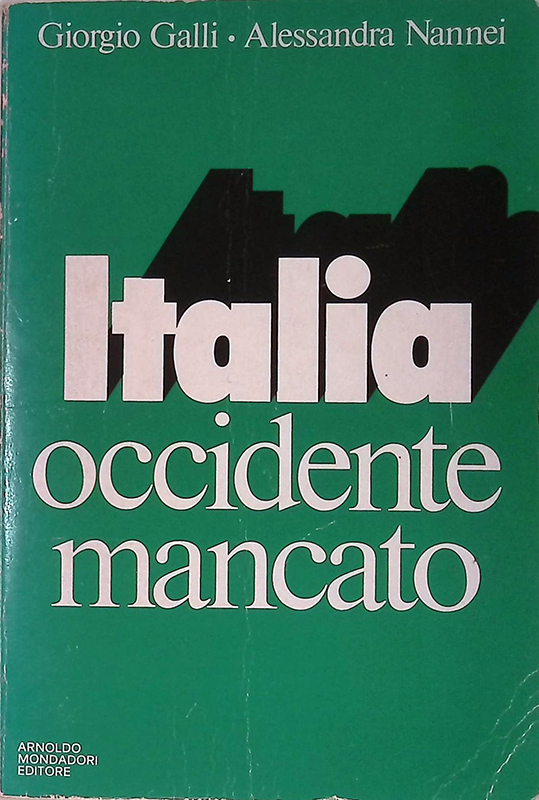 Giorgio Galli • Alessandra Nannei
Italia
occidente
mancato
ARNOLDO
MONDADORI
EDITORE